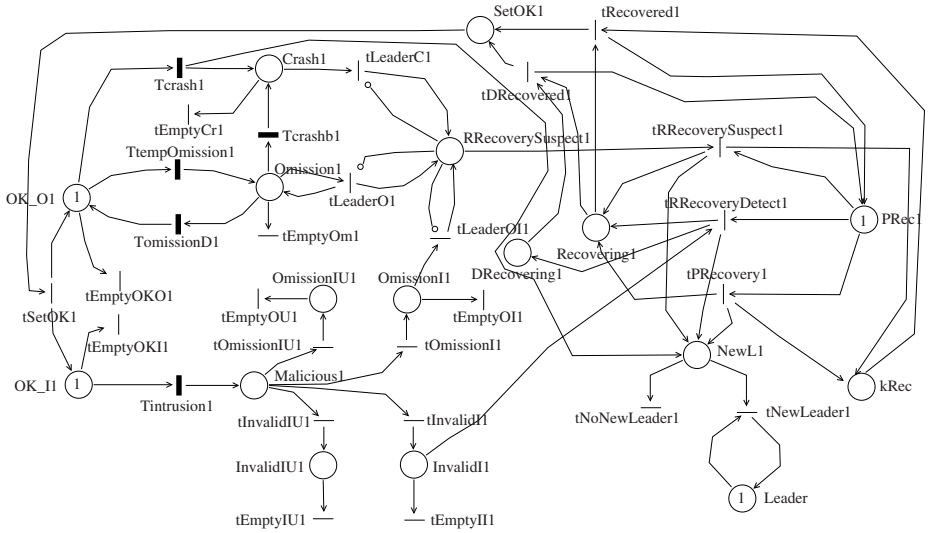 SetOK1
tRecovered1
Crash1
tLeaderC1
Tcrash1
tDRecovered1
tEmptyCr1
Tcrashb1
RRecoverySuspect1
tRRecoverySuspect1
TtempOmission1
Omission1
OK_O1
1
tLeaderO1
tRRecoveryDetect1
1
PRec1
TomissionD1
tEmptyOm1
tLeaderOI1
Recovering1
OmissionIU1
OmissionI1
DRecovering1
tPRecovery1
tEmptyOKO1
tSetOK1
tEmptyOU1
tEmptyOI1
tEmptyOKI1
tOmissionIU1
tOmissionI1
NewL1
OK_I1
1
Malicious1
kRec
Tintrusion1
tInvalidIU1
tInvalidI1
tNoNewLeader1
tNewLeader1
InvalidIU1
InvalidI1
1
Leader
tEmptyIU1
tEmptyII1